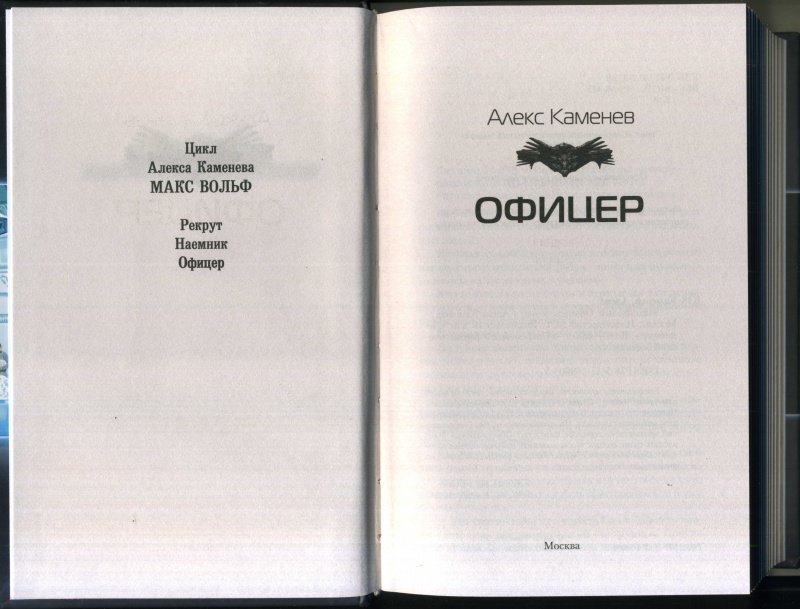 Цикл
Алекса Каменева
МАКС ВОЛЬФ
Рекрут
Наемник
Офицер
Алекс Каменев
ОФИЦЕР
Москва